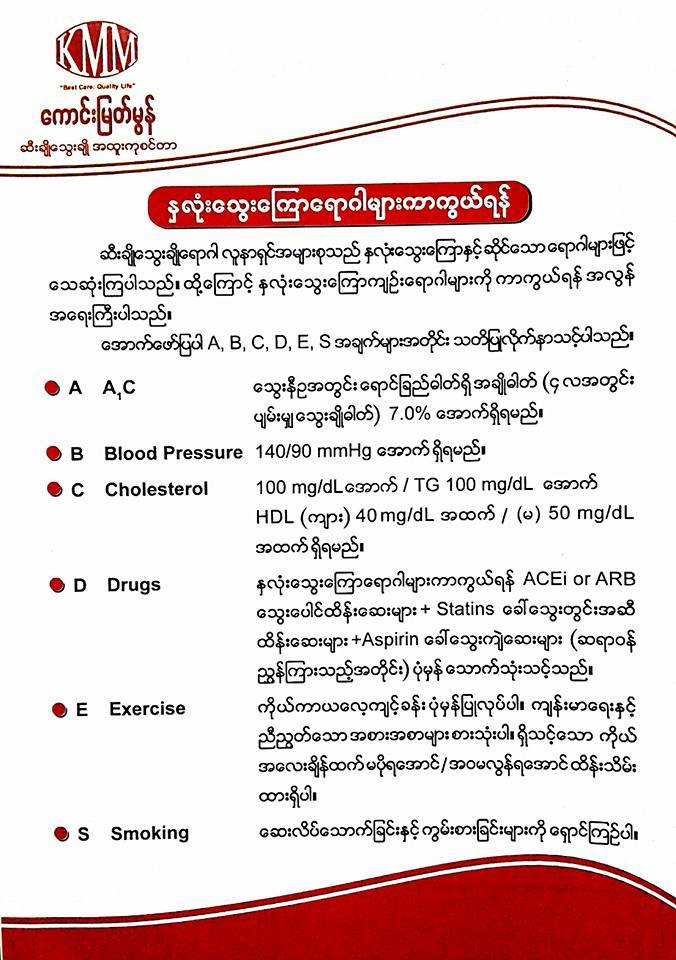 KMM
"Best Care: Quality Life"
ကောင်းမြတ်မွန်
ဆီးချိုသွေးချို အထူးကုစင်တာ
နှလုံးသွေးကြောရောဂါများကာကွယ်ရန်
ဆီးချိုသွေးချိုရောဂါ လူနာရှင်အများစုသည် နှလုံးသွေးကြောနှင့်ဆိုင်သော ရောဂါများဖြင့်
သေဆုံးကြပါသည်။ ထို့ကြောင့် နှလုံးသွေးကြောကျဉ်းရောဂါများကို ကာကွယ်ရန် အလွန်
အရေးကြီးပါသည်။
အောက်ဖော်ပြပါ A, B, C, D, E, S အချက်များအတိုင်း သတိပြုလိုက်နာသင့်ပါသည်။
A A₁C သွေးနီဥအတွင်း ရောင်ခြည်ဓါတ်ရှိ အချိုဓါတ် (၄ လအတွင်း
ပျမ်းမျှ သွေးချိုဓါတ်) 7.0% အောက်ရှိရမည်။
B Blood Pressure 140/90 mmHg အောက် ရှိရမည်။
C Cholesterol 100 mg/dLအောက် / TG 100 mg/dL အောက်
HDL (ကျား) 40 mg/dL အထက် / (မ) 50 mg/dL
အထက် ရှိရမည်။
D Drugs နှလုံးသွေးကြောရောဂါများကာကွယ်ရန် ACEi or ARB
သွေးပေါင်ထိန်းဆေးများ + Statins ခေါ် သွေးတွင်းအဆီ
ထိန်းဆေးများ +Aspirin ခေါ်သွေးကျဲဆေးများ (ဆရာဝန်
ညွှန်ကြားသည့်အတိုင်း) ပုံမှန် သောက်သုံးသင့်သည်။
E Exercise ကိုယ်ကာယလေ့ကျင့်ခန်း ပုံမှန်ပြုလုပ်ပါ။ ကျန်းမာရေးနှင့်
ညီညွတ်သော အစားအစာများ စားသုံးပါ။ ရှိသင့်သော ကိုယ်
အလေးချိန်ထက် မပိုရအောင်/အဝမလွန်ရအောင် ထိန်းသိမ်း
ထားရှိပါ။
S Smoking ဆေးလိပ်သောက်ခြင်းနှင့် ကွမ်းစားခြင်းများကို ရှောင်ကြဉ်ပါ။